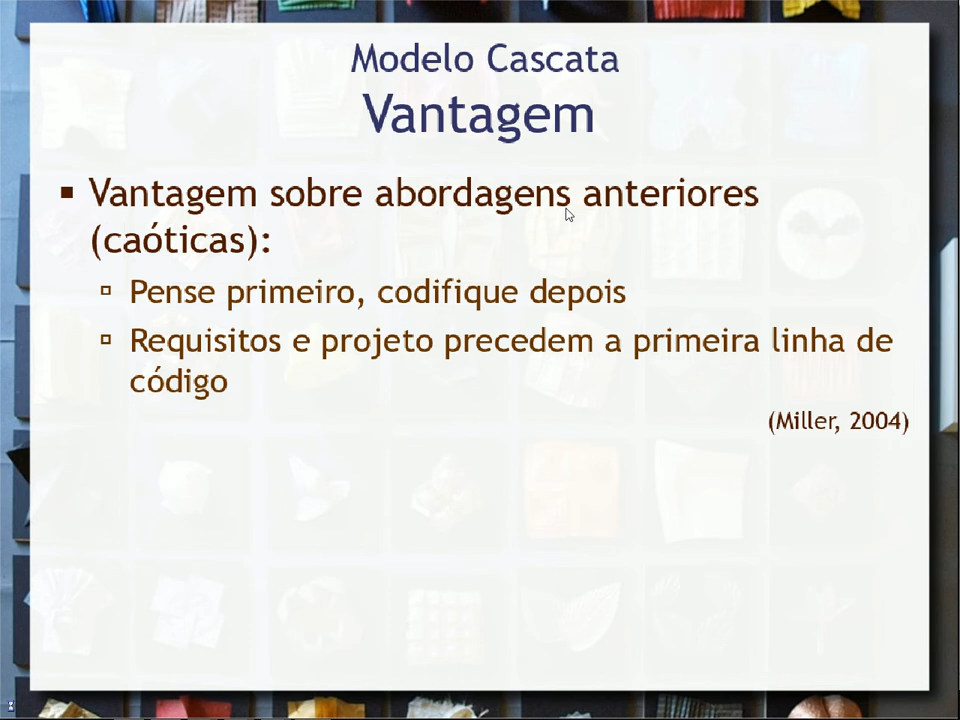 Modelo Cascata
Vantagem
▪ Vantagem sobre abordagens anteriores
(caóticas):
▫ Pense primeiro, codifique depois
▫ Requisitos e projeto precedem a primeira linha de
código
(Miller, 2004)